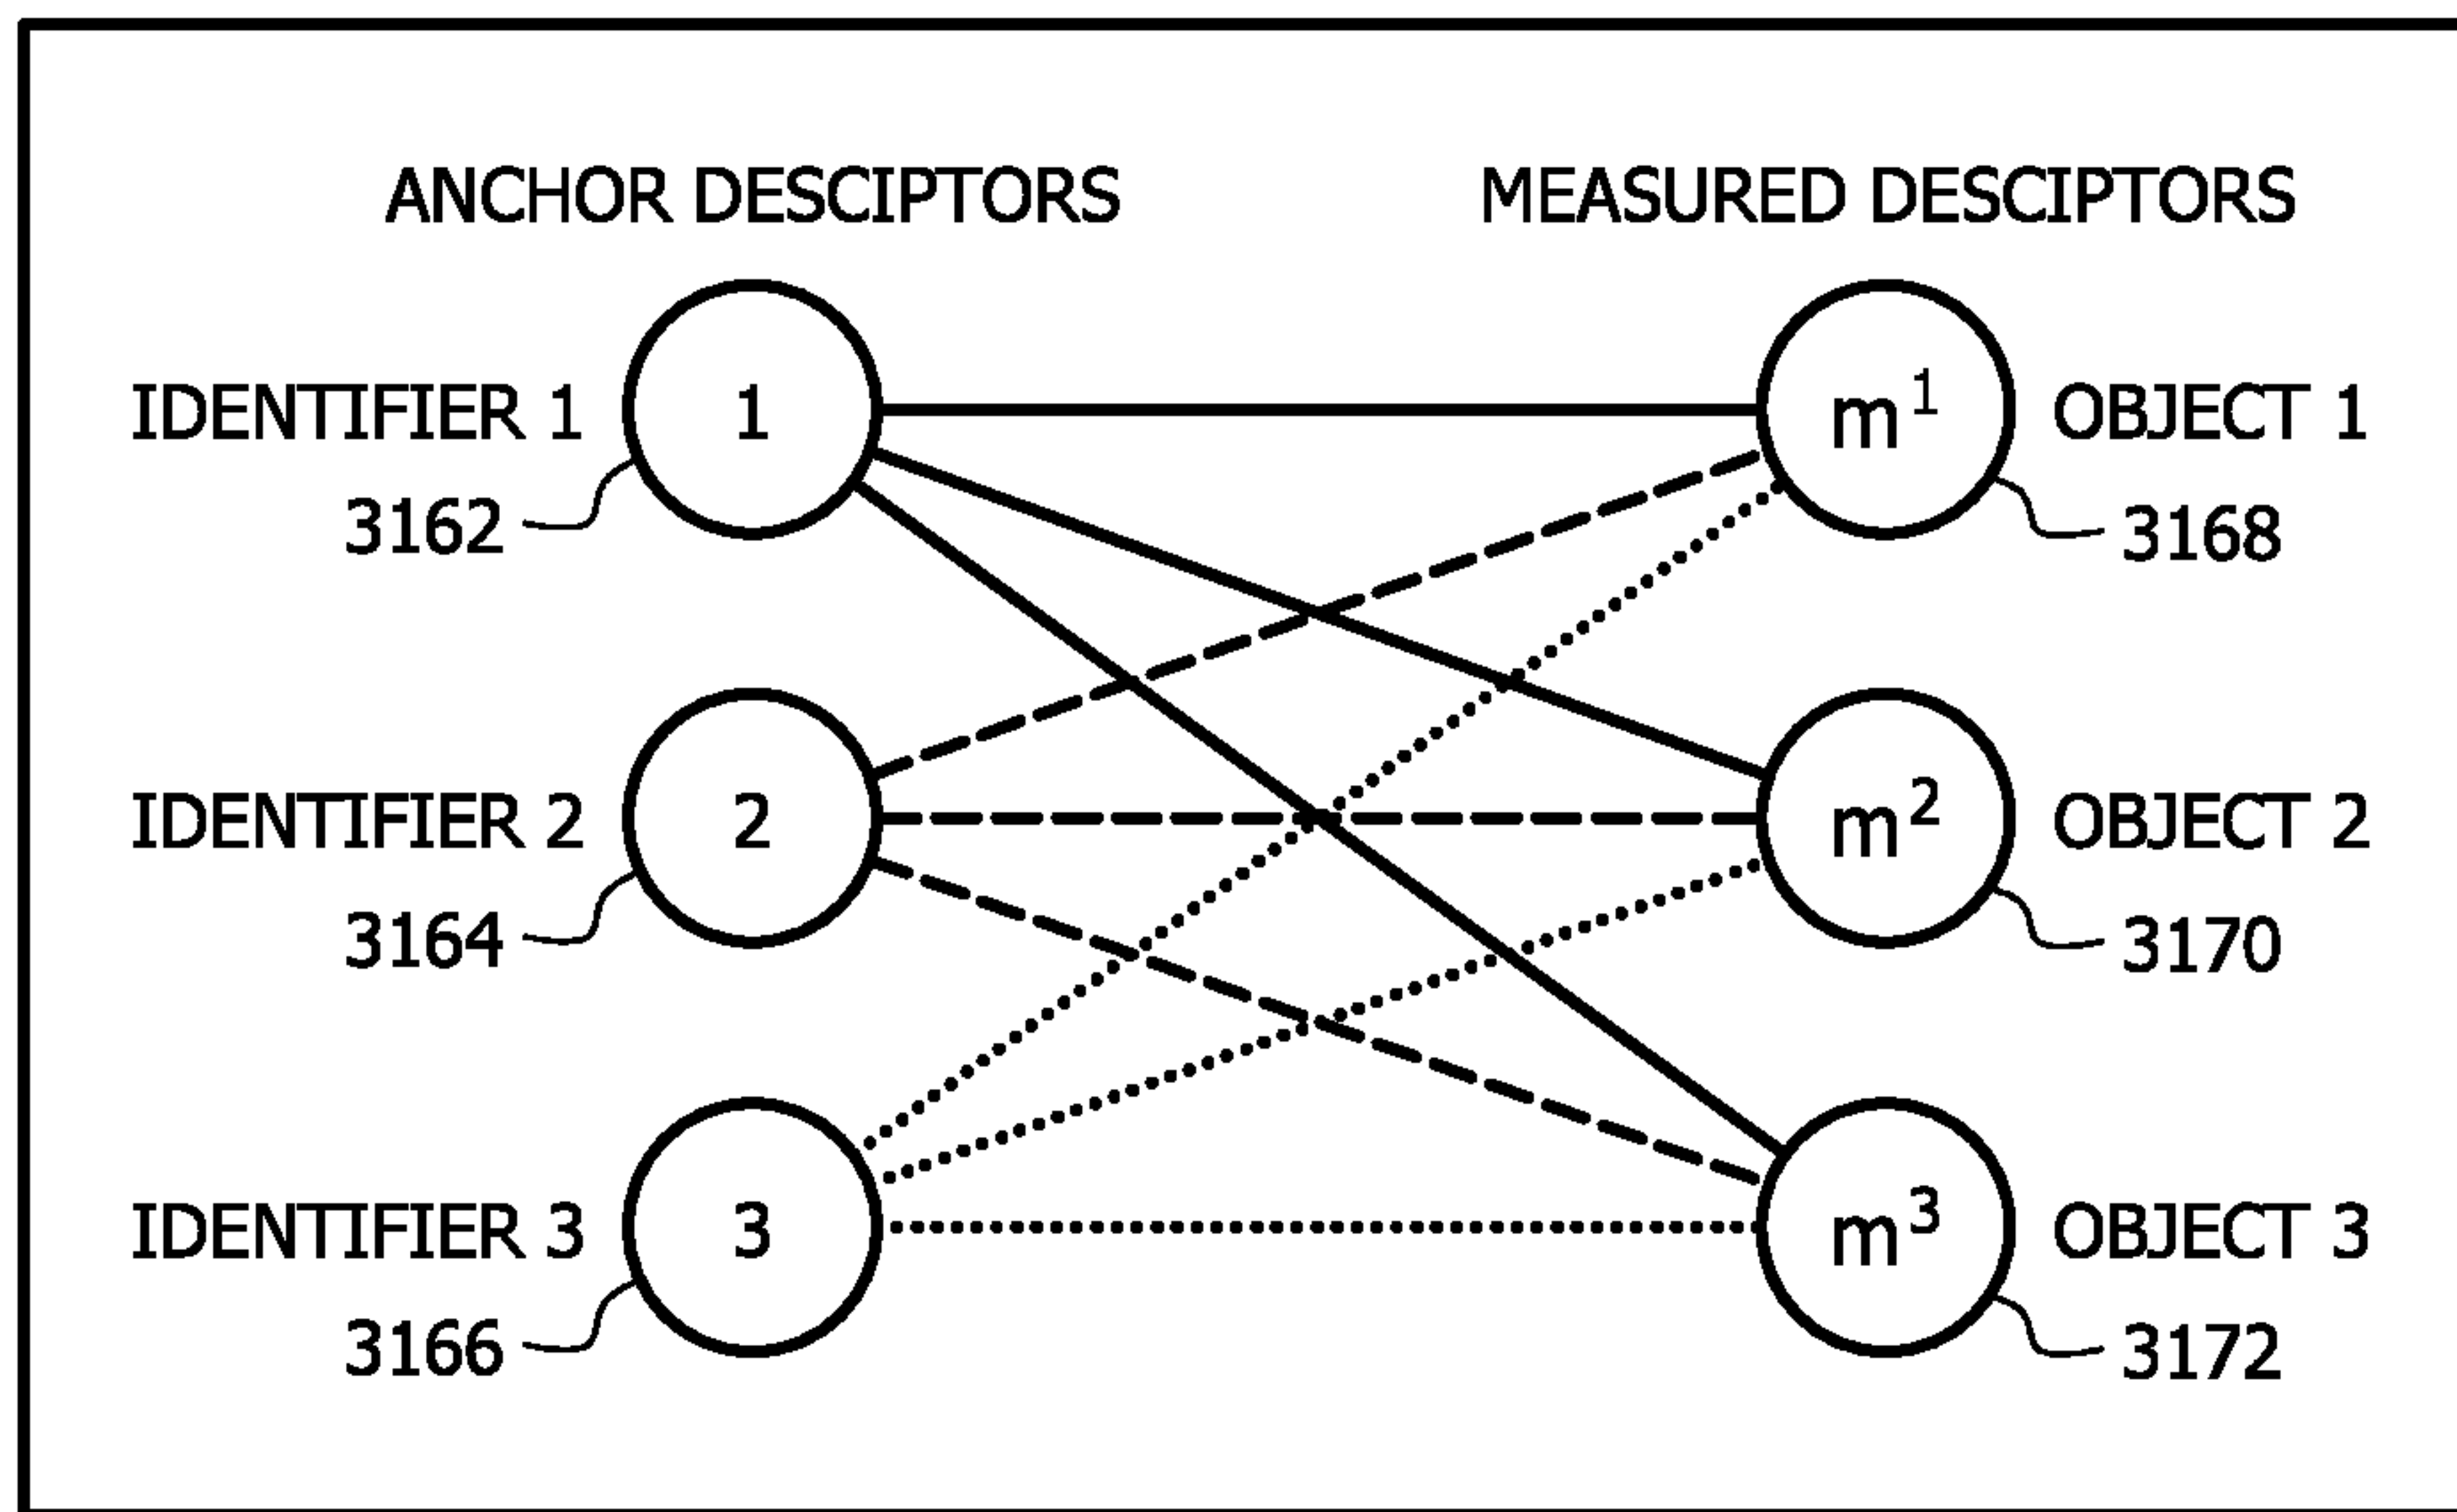 ANCHOR DESCIPTORS MEASURED DESCIPTORS
IDENTIFIER 1 1 m¹ OBJECT 1
3162 3168
IDENTIFIER 2 2 m² OBJECT 2
3164 3170
IDENTIFIER 3 3 m³ OBJECT 3
3166 3172